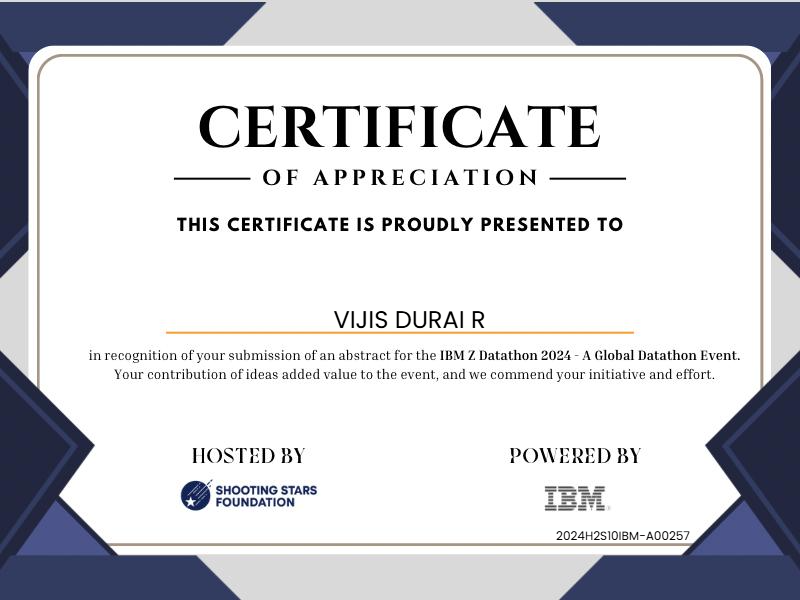 CERTIFICATE
OF APPRECIATION
THIS CERTIFICATE IS PROUDLY PRESENTED TO
VIJIS DURAI R
in recognition of your submission of an abstract for the IBM Z Datathon 2024 - A Global Datathon Event.
Your contribution of ideas added value to the event, and we commend your initiative and effort.
HOSTED BY
SHOOTING STARS
FOUNDATION
POWERED BY
IBM
2024H2S10IBM-A00257